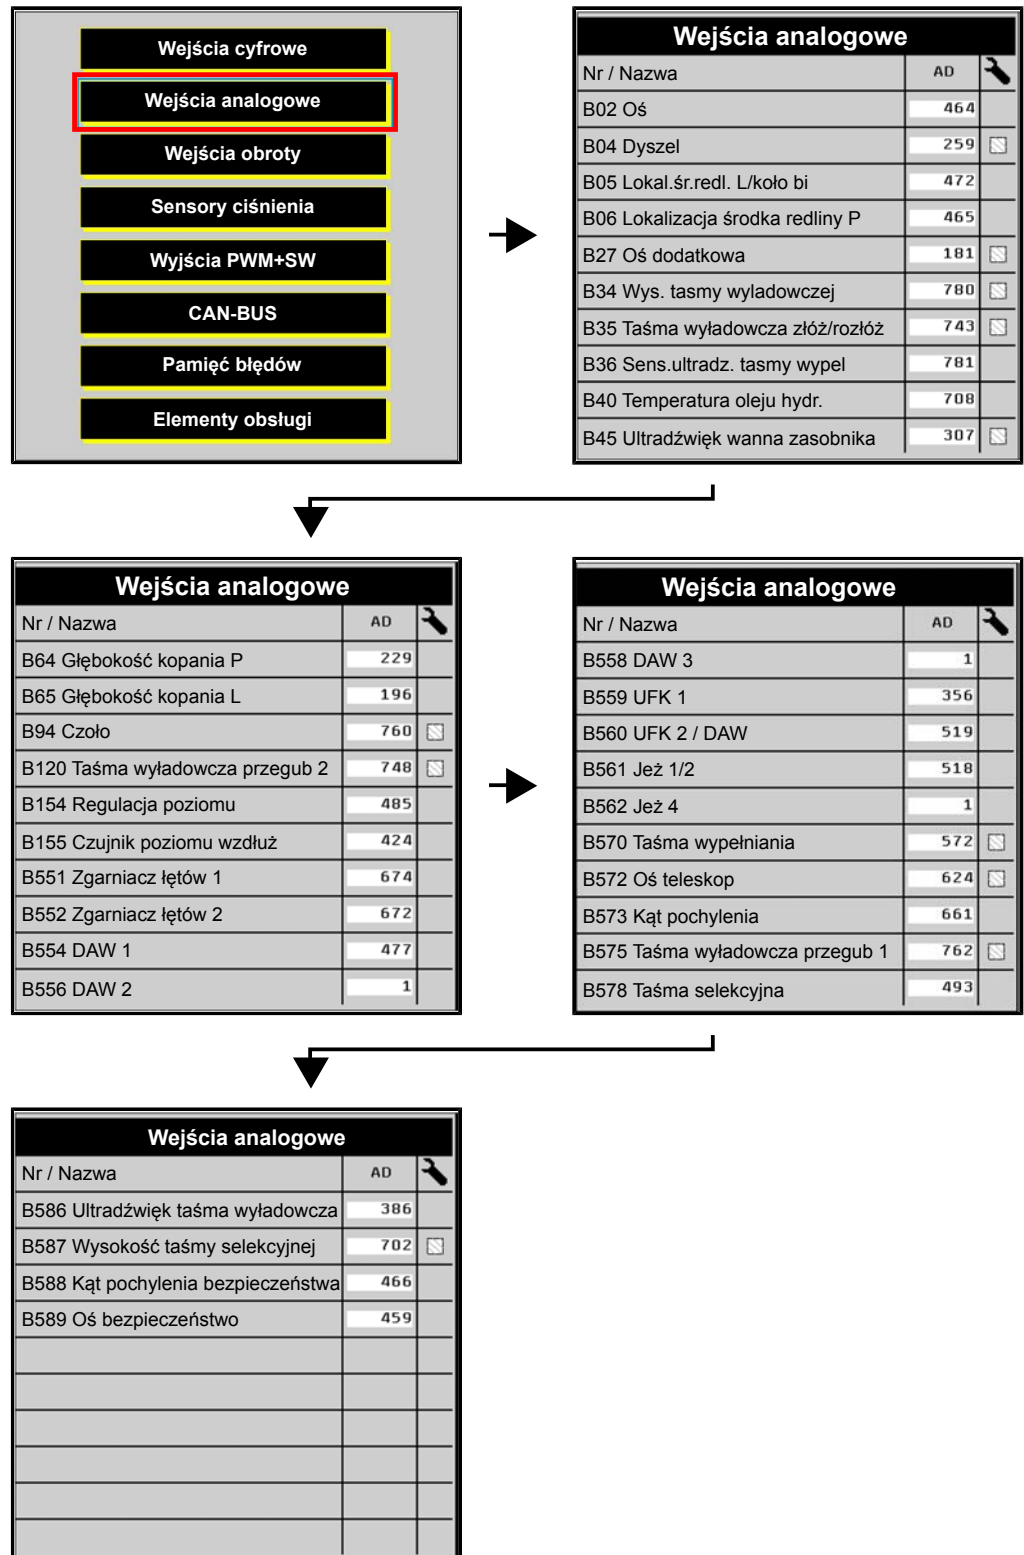 Wejścia cyfrowe
Wejścia analogowe
Wejścia obroty
Sensory ciśnienia
Wyjścia PWM+SW
CAN-BUS
Pamięć błędów
Elementy obsługi
Wejścia analogowe
Nr / Nazwa AD
B02 Oś 464
B04 Dyszel 259
B05 Lokal.śr.redl. L/koło bi 472
B06 Lokalizacja środka redliny P 465
B27 Oś dodatkowa 181
B34 Wys. tasmy wyladowczej 780
B35 Taśma wyładowcza złóż/rozłóż 743
B36 Sens.ultradz. tasmy wypel 781
B40 Temperatura oleju hydr. 708
B45 Ultradźwięk wanna zasobnika 307
Wejścia analogowe
Nr / Nazwa AD
B64 Głębokość kopania P 229
B65 Głębokość kopania L 196
B94 Czoło 760
B120 Taśma wyładowcza przegub 2 748
B154 Regulacja poziomu 485
B155 Czujnik poziomu wzdłuż 424
B551 Zgarniacz łętów 1 674
B552 Zgarniacz łętów 2 672
B554 DAW 1 477
B556 DAW 2 1
Wejścia analogowe
Nr / Nazwa AD
B558 DAW 3 1
B559 UFK 1 356
B560 UFK 2 / DAW 519
B561 Jeż 1/2 518
B562 Jeż 4 1
B570 Taśma wypełniania 572
B572 Oś teleskop 624
B573 Kąt pochylenia 661
B575 Taśma wyładowcza przegub 1 762
B578 Taśma selekcyjna 493
Wejścia analogowe
Nr / Nazwa AD
B586 Ultradźwięk taśma wyładowcza 386
B587 Wysokość taśmy selekcyjnej 702
B588 Kąt pochylenia bezpieczeństwa 466
B589 Oś bezpieczeństwo 459